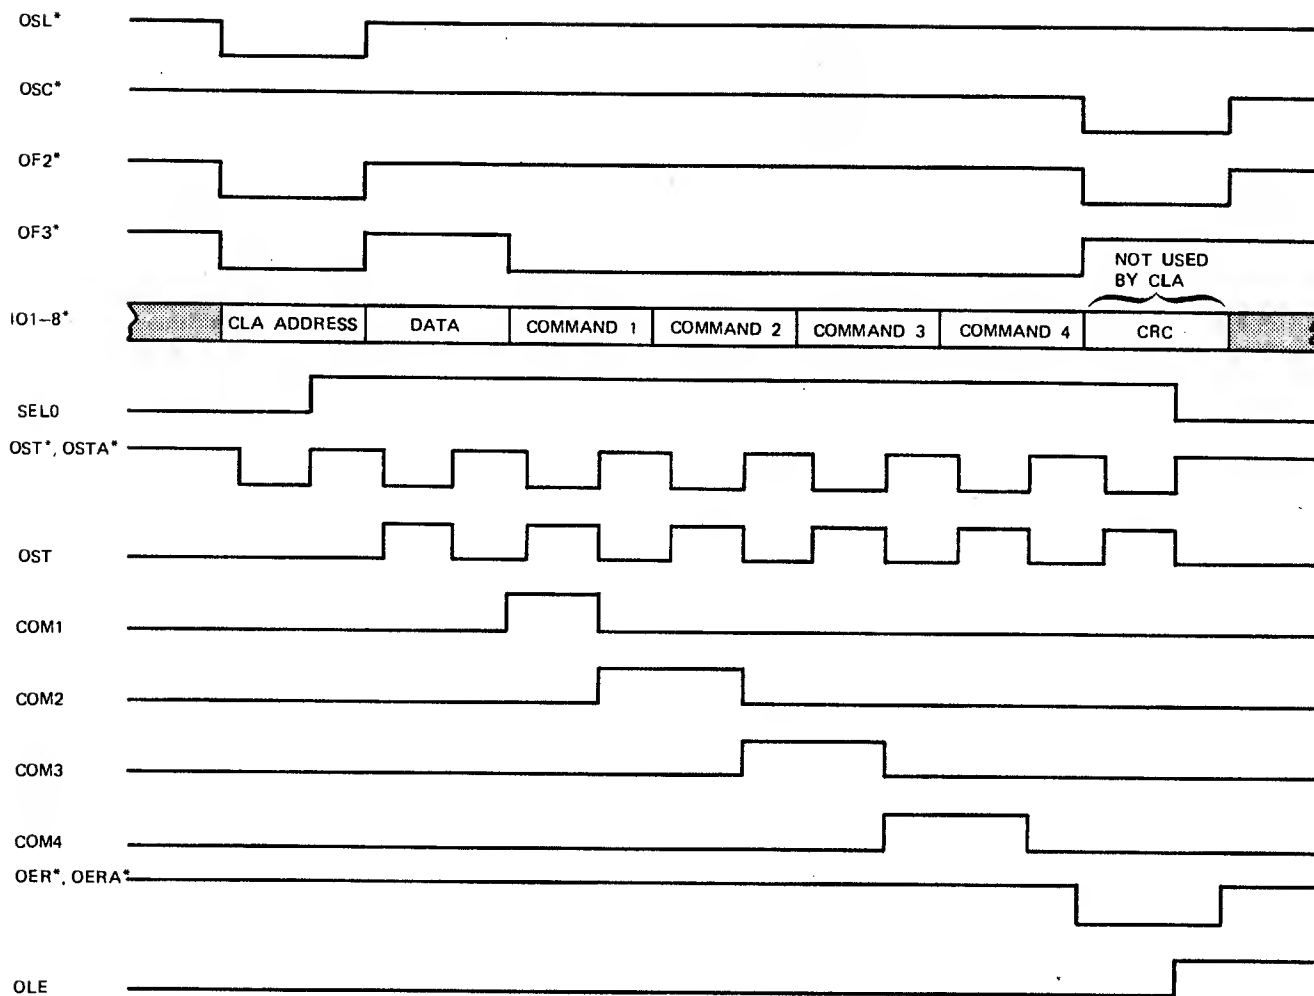 OSL*
OSC*
OF2*
OF3*
NOT USED
BY CLA
IO1–8*
CLA ADDRESS
DATA
COMMAND 1
COMMAND 2
COMMAND 3
COMMAND 4
CRC
SEL0
OST*, OSTA*
OST
COM1
COM2
COM3
COM4
OER*, OERA*
OLE